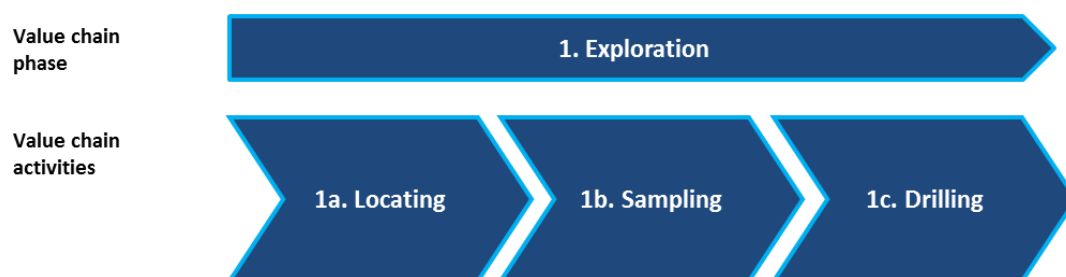 Value chain
phase
1. Exploration
Value chain
activities
1a. Locating
1b. Sampling
1c. Drilling